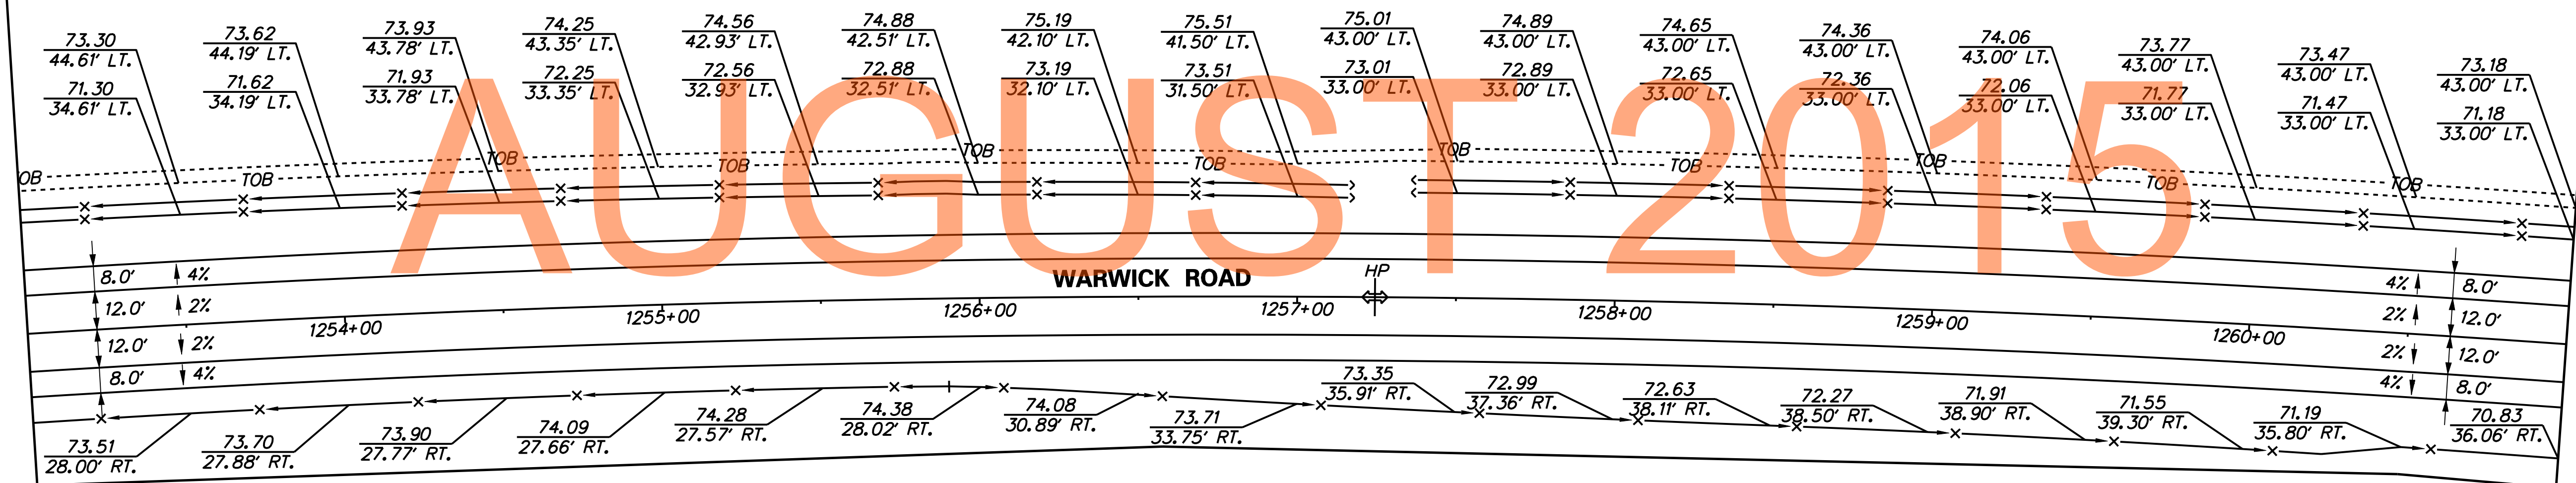 73.30
44.61' LT.
73.62
44.19' LT.
73.93
43.78' LT.
74.25
43.35' LT.
74.56
42.93' LT.
74.88
42.51' LT.
75.19
42.10' LT.
75.51
41.50' LT.
75.01
43.00' LT.
74.89
43.00' LT.
74.65
43.00' LT.
74.36
43.00' LT.
74.06
43.00' LT.
73.77
43.00' LT.
73.47
43.00' LT.
73.18
43.00' LT.
71.30
34.61' LT.
71.62
34.19' LT.
71.93
33.78' LT.
72.25
33.35' LT.
72.56
32.93' LT.
72.88
32.51' LT.
73.19
32.10' LT.
73.51
31.50' LT.
73.01
33.00' LT.
72.89
33.00' LT.
72.65
33.00' LT.
72.36
33.00' LT.
72.06
33.00' LT.
71.77
33.00' LT.
71.47
33.00' LT.
71.18
33.00' LT.
AUGUST 2015
OB
TOB
TOB
TOB
TOB
TOB
TOB
TOB
TOB
TOB
TOB
WARWICK ROAD
HP
8.0' 4%
12.0' 2%
12.0' 2%
8.0' 4%
1254+00
1255+00
1256+00
1257+00
1258+00
1259+00
1260+00
4% 8.0'
2% 12.0'
2% 12.0'
4% 8.0'
73.51
28.00' RT.
73.70
27.88' RT.
73.90
27.77' RT.
74.09
27.66' RT.
74.28
27.57' RT.
74.38
28.02' RT.
74.08
30.89' RT.
73.71
33.75' RT.
73.35
35.91' RT.
72.99
37.36' RT.
72.63
38.11' RT.
72.27
38.50' RT.
71.91
38.90' RT.
71.55
39.30' RT.
71.19
35.80' RT.
70.83
36.06' RT.